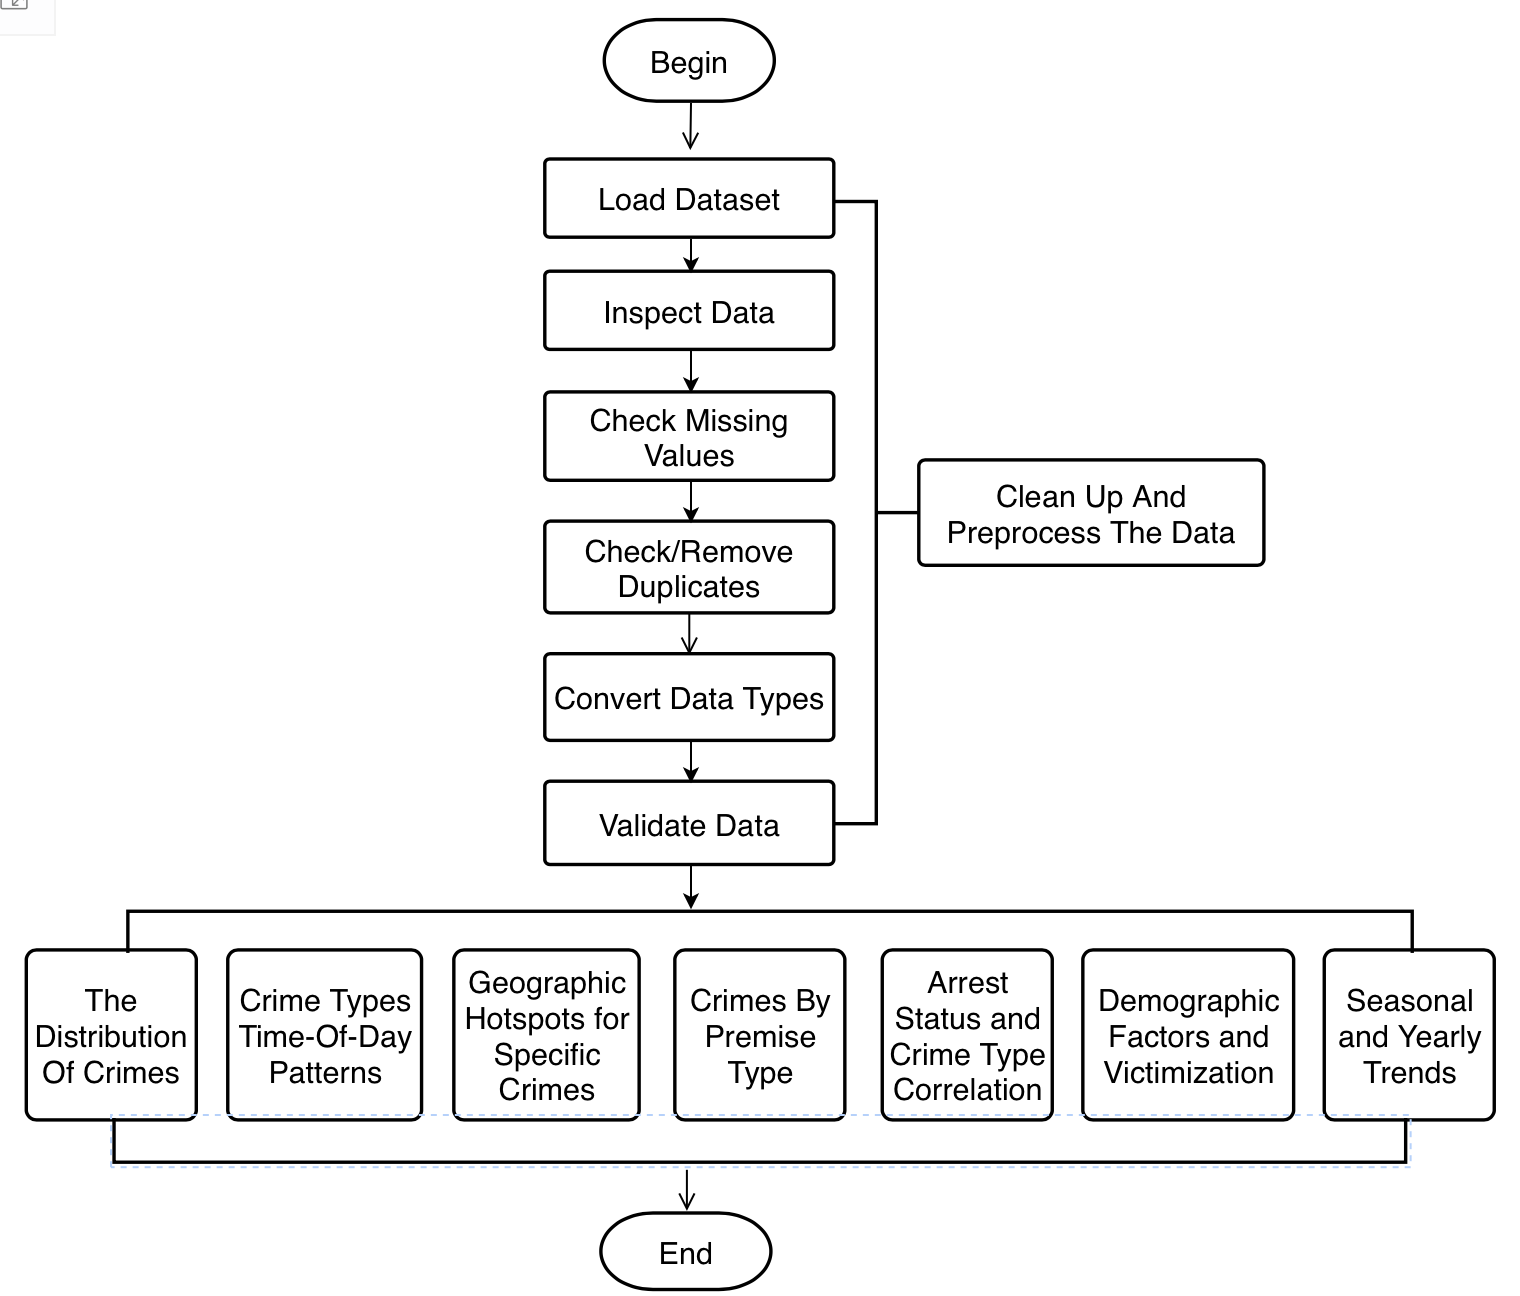 Begin
Load Dataset
Inspect Data
Check Missing
Values
Check/Remove
Duplicates
Convert Data Types
Validate Data
Clean Up And
Preprocess The Data
The
Distribution
Of Crimes
Crime Types
Time-Of-Day
Patterns
Geographic
Hotspots for
Specific
Crimes
Crimes By
Premise
Type
Arrest
Status and
Crime Type
Correlation
Demographic
Factors and
Victimization
Seasonal
and Yearly
Trends
End